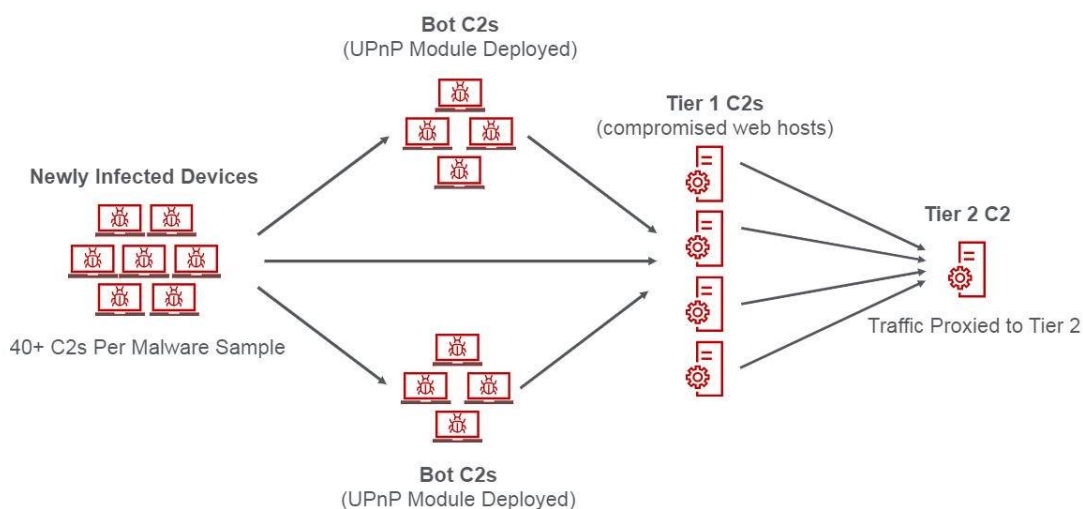 Bot C2s
(UPnP Module Deployed)
Tier 1 C2s
(compromised web hosts)
Newly Infected Devices
Tier 2 C2
Traffic Proxied to Tier 2
40+ C2s Per Malware Sample
Bot C2s
(UPnP Module Deployed)